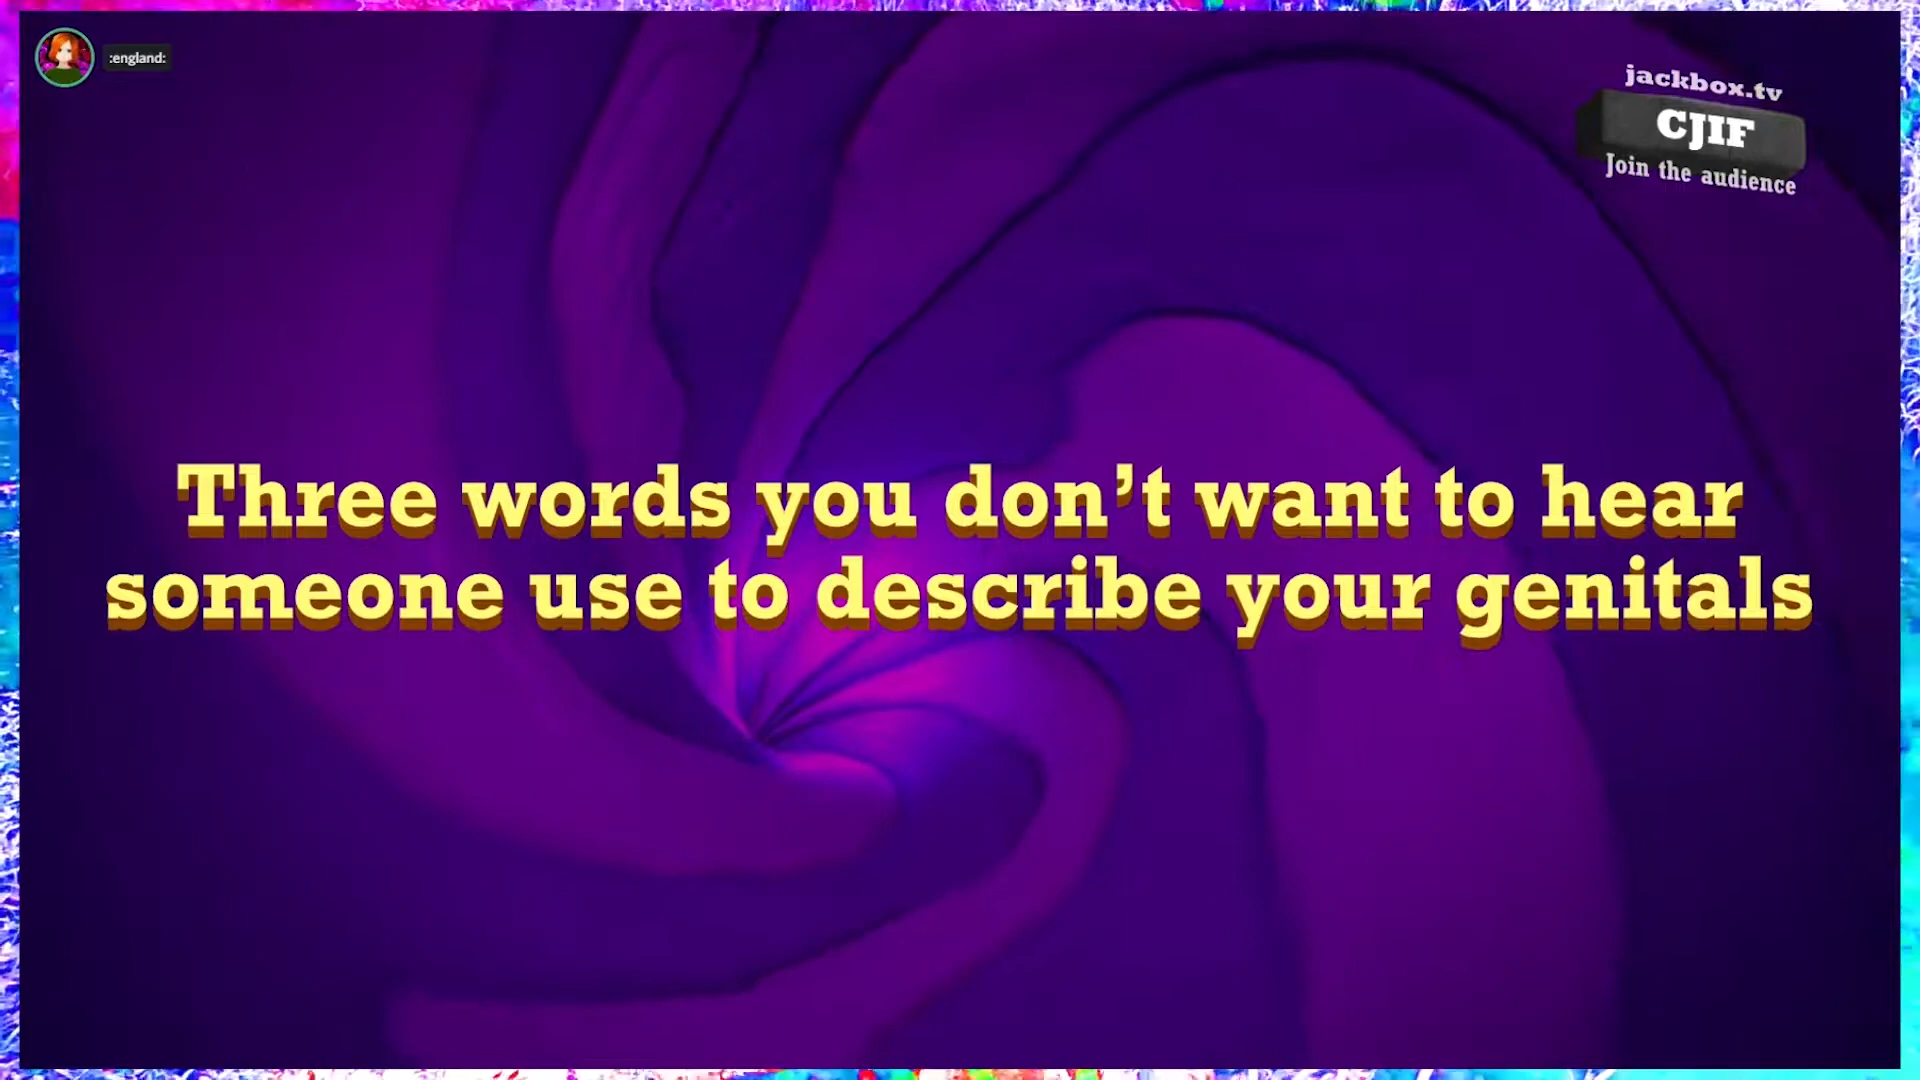 :england:
jackbox.tv
CJIF
Join the audience
Three words you don’t want to hear
someone use to describe your genitals